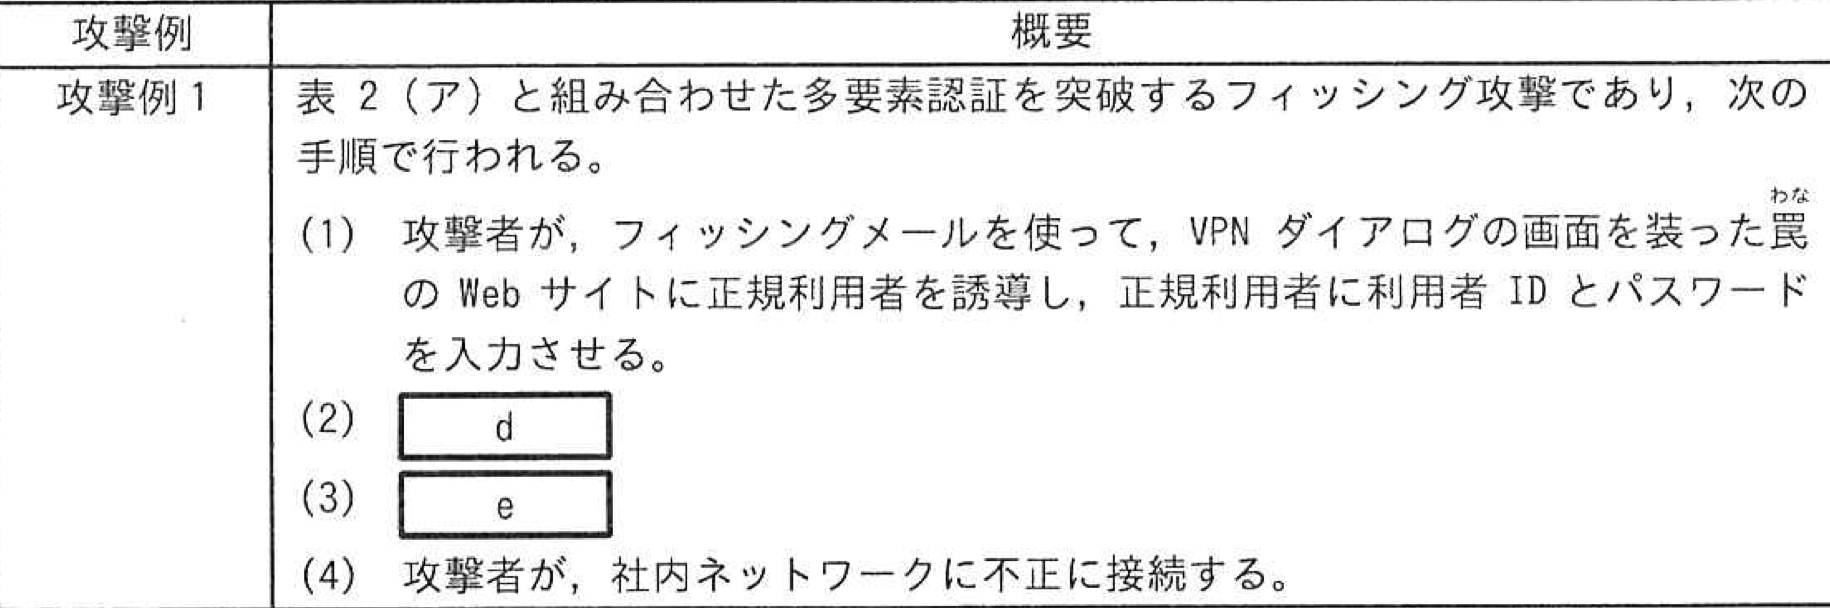 攻撃例 概要
攻撃例1 表 2（ア）と組み合わせた多要素認証を突破するフィッシング攻撃であり，次の
手順で行われる。
わな
(1) 攻撃者が，フィッシングメールを使って，VPN ダイアログの画面を装った罠
の Web サイトに正規利用者を誘導し，正規利用者に利用者 ID とパスワード
を入力させる。
(2) d
(3) e
(4) 攻撃者が，社内ネットワークに不正に接続する。